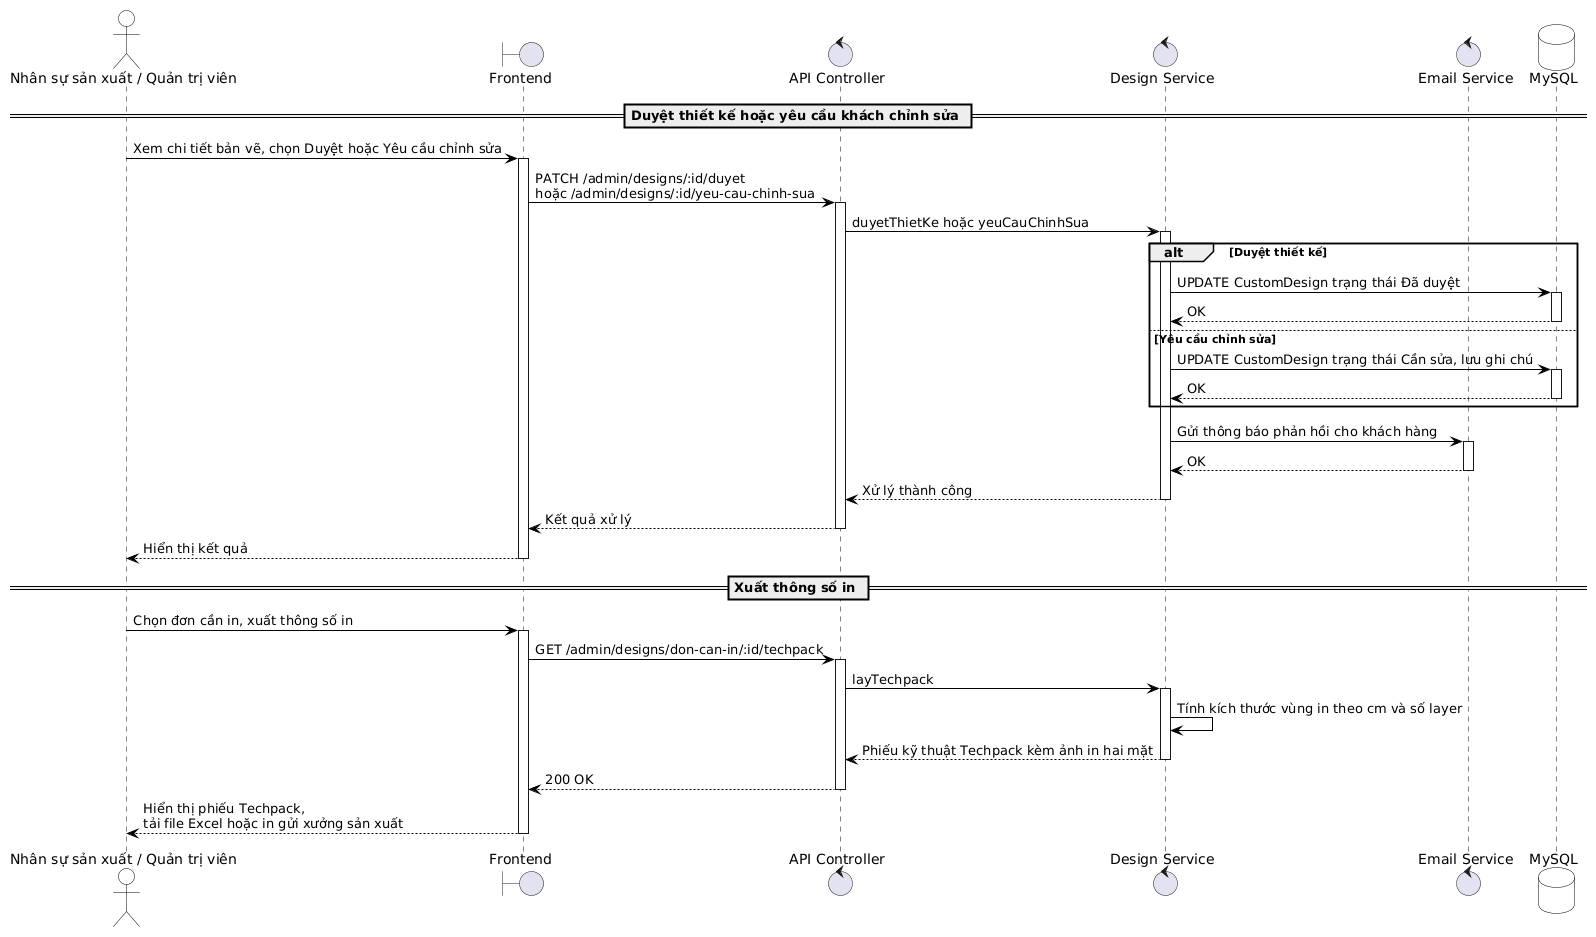 Nhân sự sản xuất / Quản trị viên
Frontend
API Controller
Design Service
Email Service
MySQL
Duyệt thiết kế hoặc yêu cầu khách chỉnh sửa
Xem chi tiết bản vẽ, chọn Duyệt hoặc Yêu cầu chỉnh sửa
PATCH /admin/designs/:id/duyet
hoặc /admin/designs/:id/yeu-cau-chinh-sua
duyetThietKe hoặc yeuCauChinhSua
alt
[Duyệt thiết kế]
UPDATE CustomDesign trạng thái Đã duyệt
OK
[Yêu cầu chỉnh sửa]
UPDATE CustomDesign trạng thái Cần sửa, lưu ghi chú
OK
Gửi thông báo phản hồi cho khách hàng
OK
Xử lý thành công
Kết quả xử lý
Hiển thị kết quả
Xuất thông số in
Chọn đơn cần in, xuất thông số in
GET /admin/designs/don-can-in/:id/techpack
layTechpack
Tính kích thước vùng in theo cm và số layer
Phiếu kỹ thuật Techpack kèm ảnh in hai mặt
200 OK
Hiển thị phiếu Techpack,
tải file Excel hoặc in gửi xưởng sản xuất
Nhân sự sản xuất / Quản trị viên
Frontend
API Controller
Design Service
Email Service
MySQL